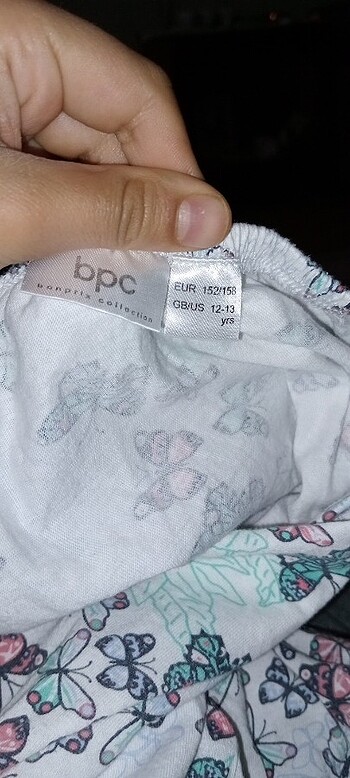 bpc
bonprix collection
EUR 152/158
GB/US 12-13
yrs